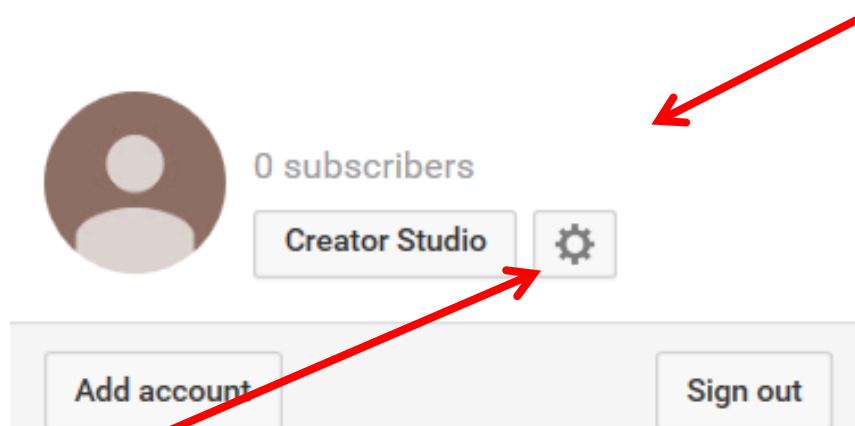 0 subscribers
Creator Studio
Add account
Sign out